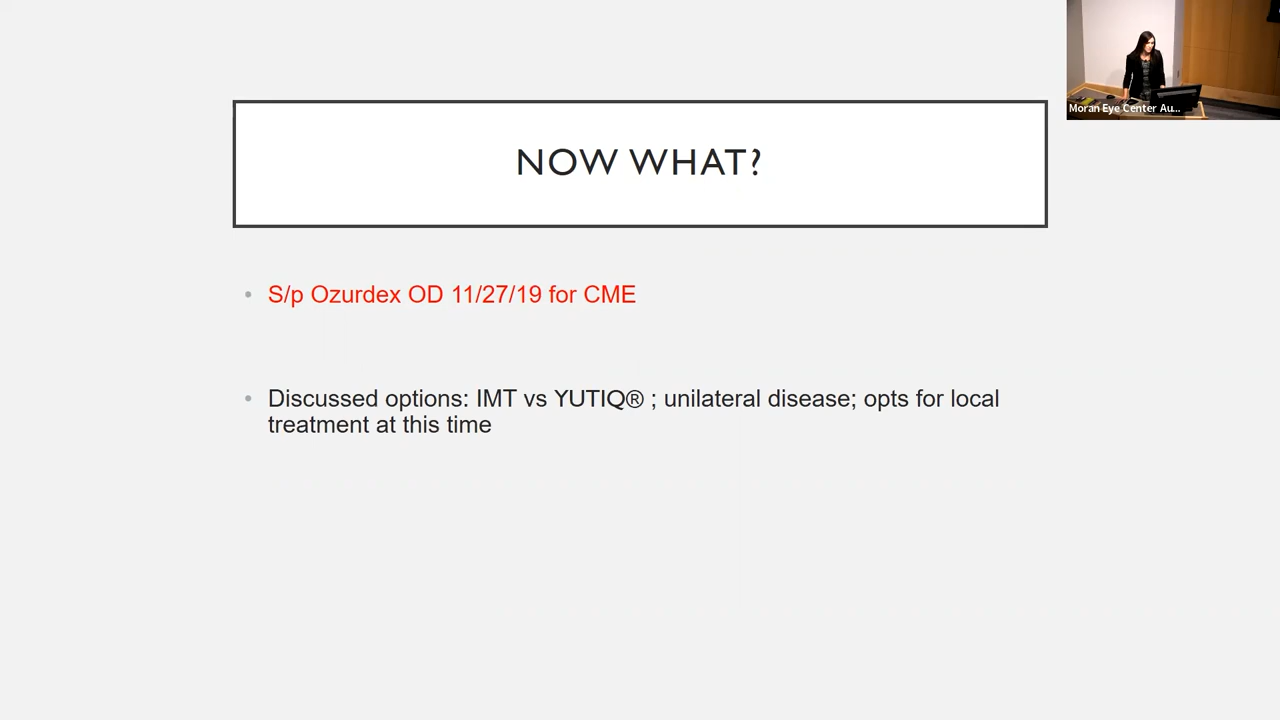 Moran Eye Center Au...
NOW WHAT?
• S/p Ozurdex OD 11/27/19 for CME
• Discussed options: IMT vs YUTIQ® ; unilateral disease; opts for local
treatment at this time